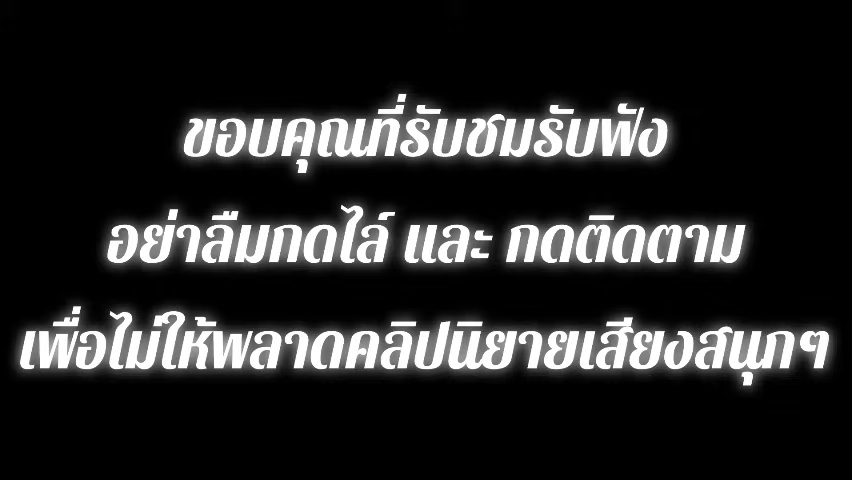 ขอบคุณที่รับชมรับฟัง
อย่าลืมกดไล์ และ กดติดตาม
เพื่อไม่ให้พลาดคลิปนิยายเสียงสนุกๆ